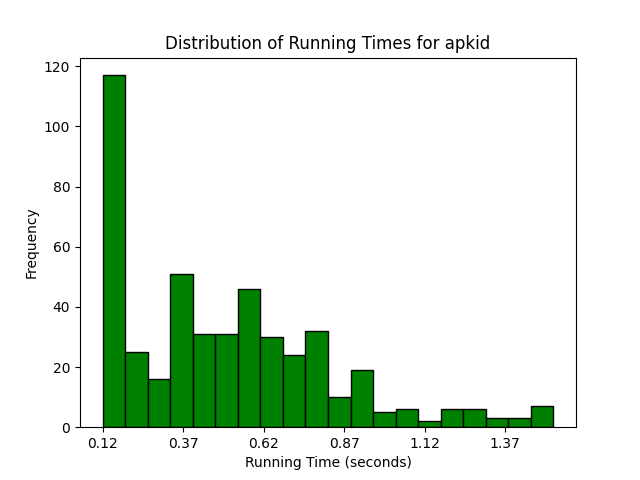 Distribution of Running Times for apkid
120
100
80
60
40
20
0
Frequency
0.12 0.37 0.62 0.87 1.12 1.37
Running Time (seconds)